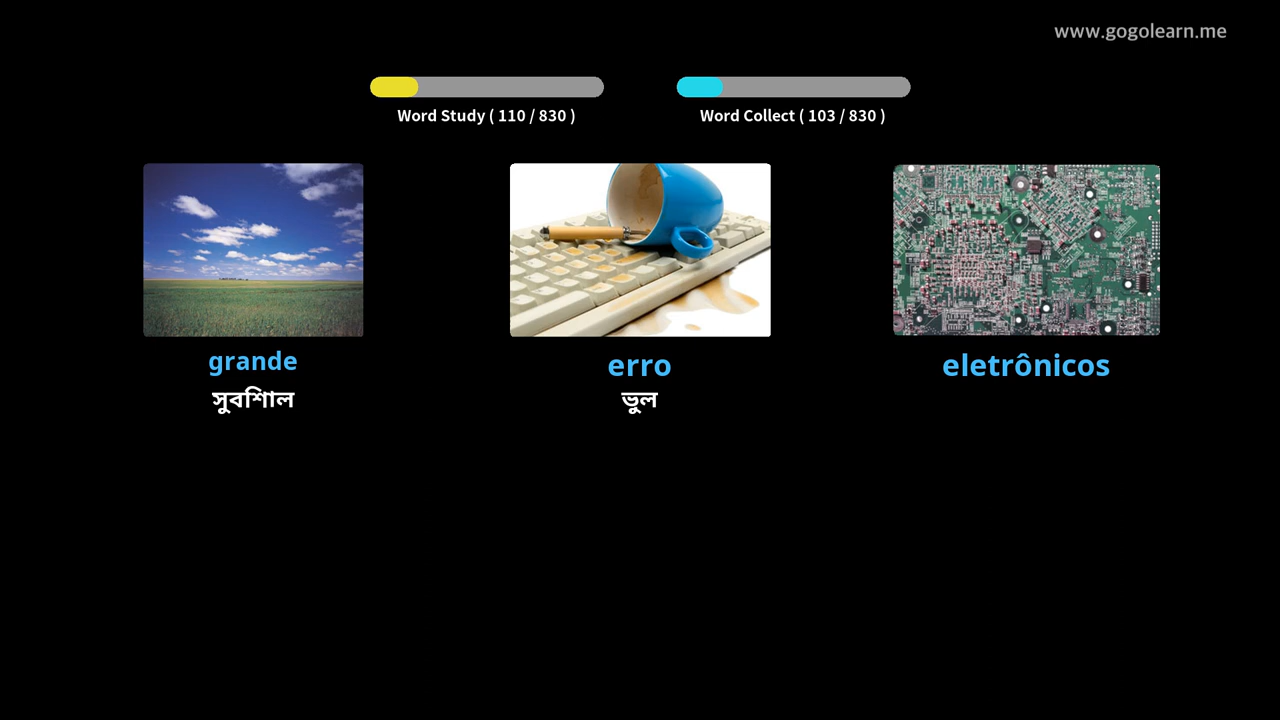 www.gogolearn.me
Word Study ( 110 / 830 )
Word Collect ( 103 / 830 )
grande
সুবশিাল
erro
ভুল
eletrônicos